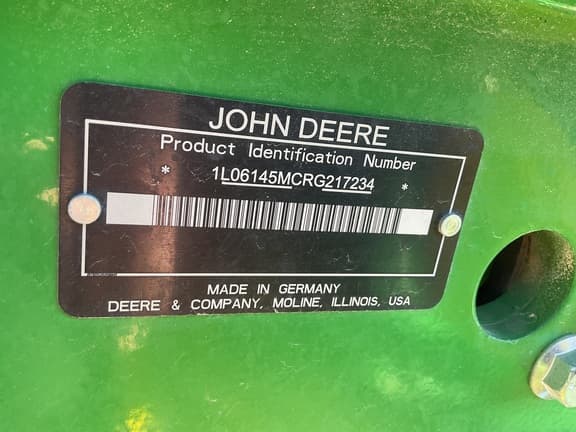 JOHN DEERE
Product Identification Number
* 1L06145MCRG217234 *
MADE IN GERMANY
DEERE & COMPANY, MOLINE, ILLINOIS, USA